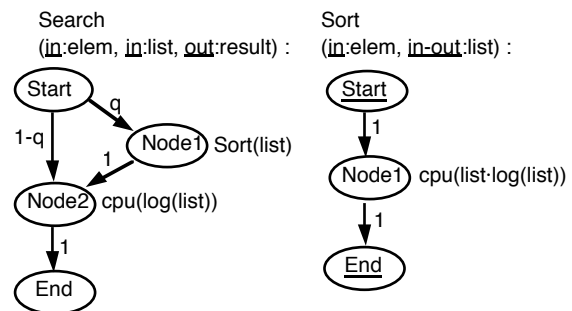 Search
(in:elem, in:list, out:result) :
Start
q
1-q
Node1 Sort(list)
1
Node2 cpu(log(list))
1
End
Sort
(in:elem, in-out:list) :
Start
1
Node1 cpu(list·log(list))
1
End